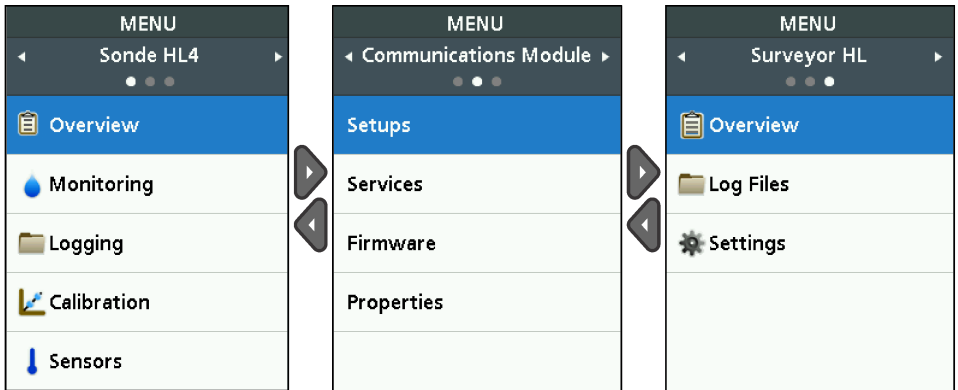 MENU
Sonde HL4
Overview
Monitoring
Logging
Calibration
Sensors
MENU
Communications Module
Setups
Services
Firmware
Properties
MENU
Surveyor HL
Overview
Log Files
Settings